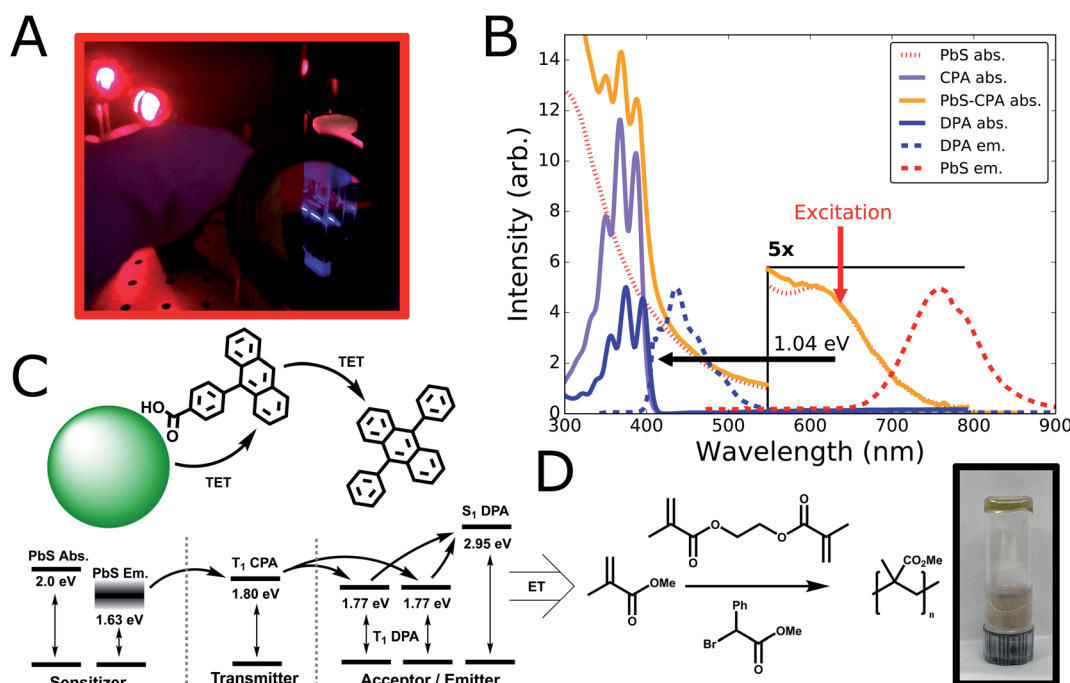 A
B
Intensity (arb.)
14
12
10
8
6
4
2
0
300
400
500
600
700
800
900
Wavelength (nm)
PbS abs.
CPA abs.
PbS-CPA abs.
DPA abs.
DPA em.
PbS em.
Excitation
5x
1.04 eV
C
HO
O
TET
TET
PbS Abs.
2.0 eV
PbS Em.
1.63 eV
Sensitizer
T1 CPA
1.80 eV
Transmitter
1.77 eV
1.77 eV
T1 DPA
S1 DPA
2.95 eV
Acceptor / Emitter
ET
D
O
O
O
O
OMe
O
Ph
OMe
Br
O
CO2Me
n